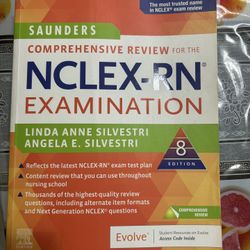 The most trusted name
in NCLEX® exam review
SAUNDERS
COMPREHENSIVE REVIEW FOR THE
NCLEX-RN®
EXAMINATION
LINDA ANNE SILVESTRI
ANGELA E. SILVESTRI
8
EDITION
• Reflects the latest NCLEX-RN® exam test plan
• Content review that you can use throughout
nursing school
• Thousands of the highest-quality review
questions, including alternate item formats
and Next Generation NCLEX® questions
COMPREHENSIVE
REVIEW
Evolve
Student Resources on Evolve
Access Code Inside